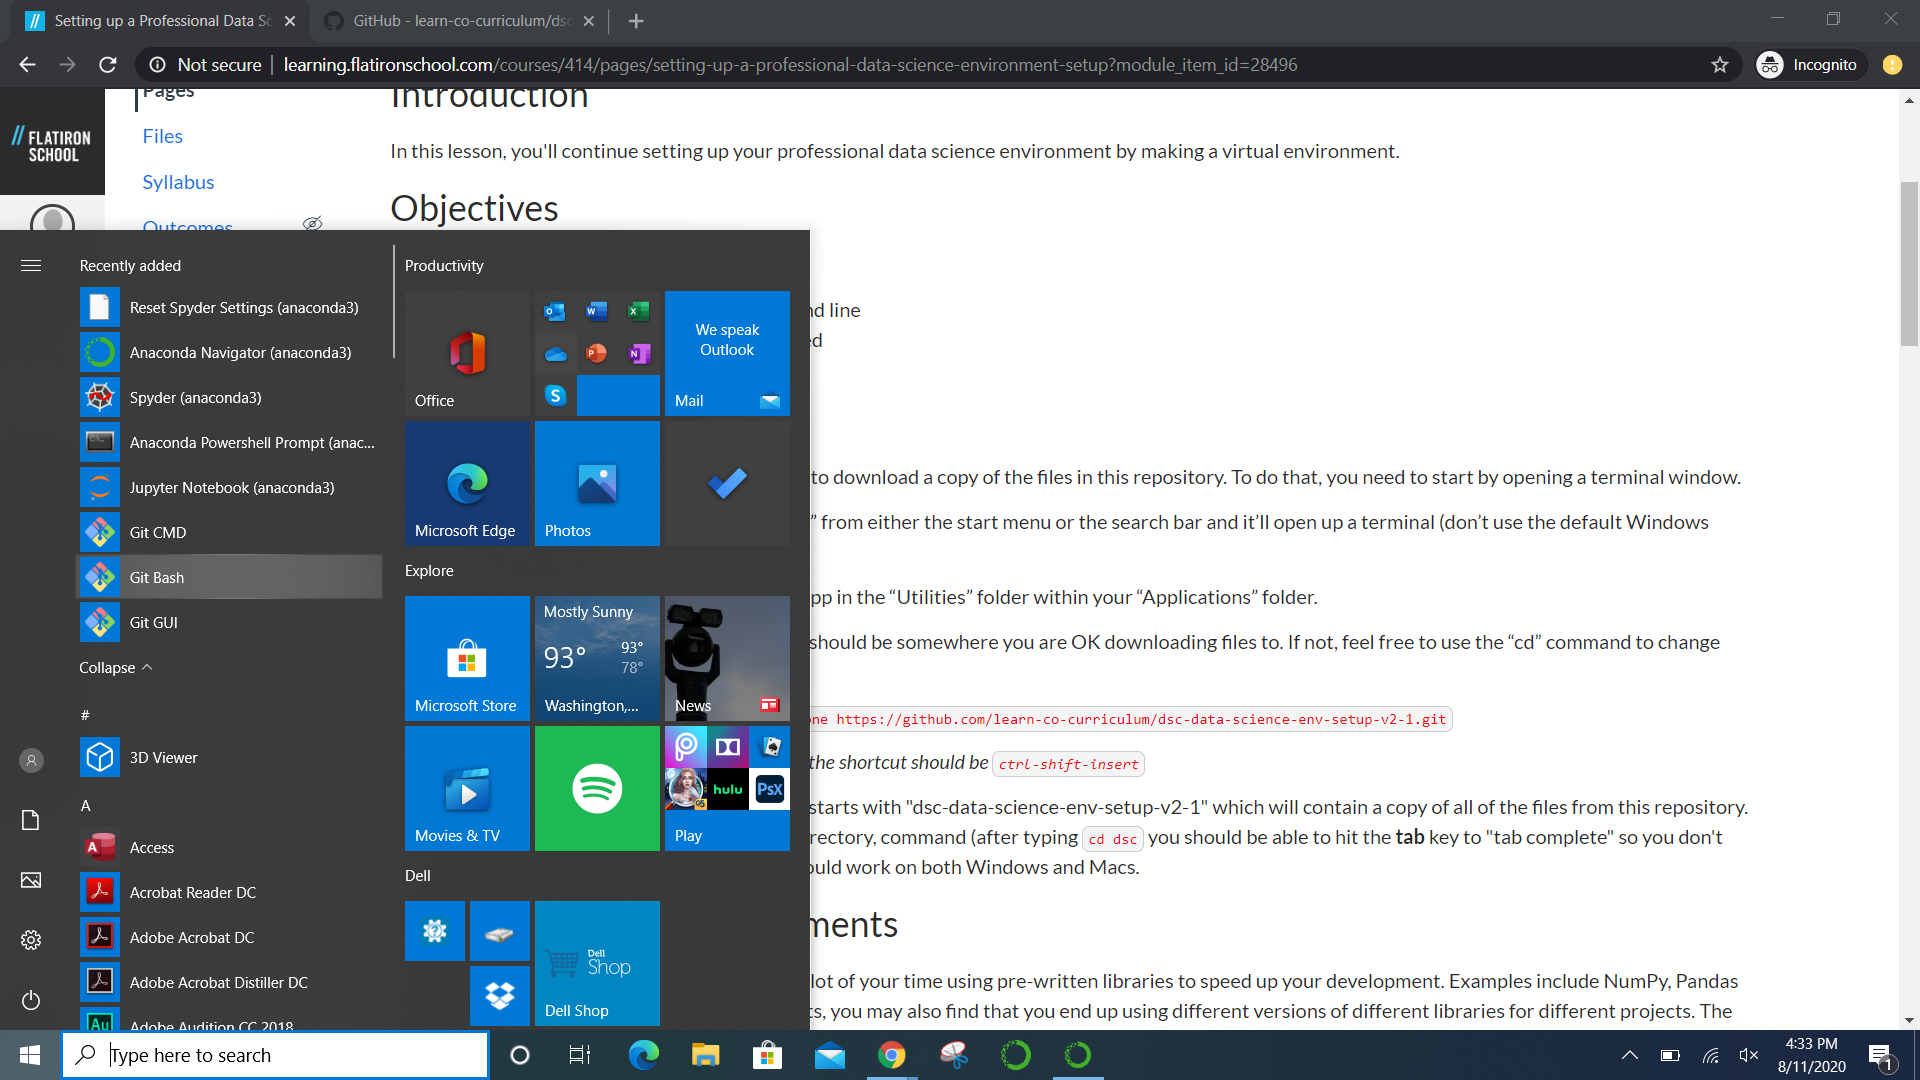 Setting up a Professional Data Sc
GitHub - learn-co-curriculum/dsc
Not secure
learning.flatironschool.com/courses/414/pages/setting-up-a-professional-data-science-environment-setup?module_item_id=28496
Incognito
FLATIRON
SCHOOL
Pages
Files
Syllabus
Outcomes
Introduction
In this lesson, you'll continue setting up your professional data science environment by making a virtual environment.
Objectives
nd line
ed
to download a copy of the files in this repository. To do that, you need to start by opening a terminal window.
” from either the start menu or the search bar and it’ll open up a terminal (don’t use the default Windows
pp in the “Utilities” folder within your “Applications” folder.
should be somewhere you are OK downloading files to. If not, feel free to use the “cd” command to change
one https://github.com/learn-co-curriculum/dsc-data-science-env-setup-v2-1.git
the shortcut should be ctrl-shift-insert
starts with "dsc-data-science-env-setup-v2-1" which will contain a copy of all of the files from this repository.
rectory, command (after typing cd dsc you should be able to hit the tab key to "tab complete" so you don't
ould work on both Windows and Macs.
ments
lot of your time using pre-written libraries to speed up your development. Examples include NumPy, Pandas
ts, you may also find that you end up using different versions of different libraries for different projects. The
Recently added
Reset Spyder Settings (anaconda3)
Anaconda Navigator (anaconda3)
Spyder (anaconda3)
Anaconda Powershell Prompt (anac...
Jupyter Notebook (anaconda3)
Git CMD
Git Bash
Git GUI
Collapse
#
3D Viewer
A
Access
Acrobat Reader DC
Adobe Acrobat DC
Adobe Acrobat Distiller DC
Au
Adobe Audition CC 2018
Productivity
Office
We speak
Outlook
Mail
Microsoft Edge
Photos
Explore
Microsoft Store
Mostly Sunny
93°
93°
78°
Washington,...
News
Movies & TV
hulu
PsX
Play
Dell
Dell
Shop
Dell Shop
Type here to search
4:33 PM
8/11/2020
1